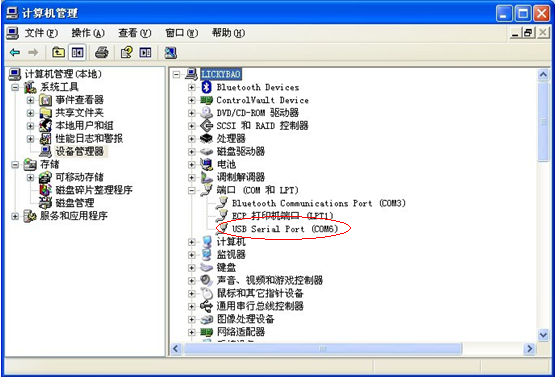 计算机管理
文件(F) 操作(A) 查看(V) 窗口(W) 帮助(H)
计算机管理(本地)
系统工具
事件查看器
共享文件夹
本地用户和组
性能日志和警报
设备管理器
存储
可移动存储
磁盘碎片整理程序
磁盘管理
服务和应用程序
LICKYBAO
Bluetooth Devices
ControlVault Device
DVD/CD-ROM 驱动器
SCSI 和 RAID 控制器
处理器
磁盘驱动器
电池
调制解调器
端口 (COM 和 LPT)
Bluetooth Communications Port (COM3)
ECP 打印机端口 (LPT1)
USB Serial Port (COM6)
计算机
监视器
键盘
声音、视频和游戏控制器
鼠标和其它指针设备
通用串行总线控制器
图像处理设备
网络适配器